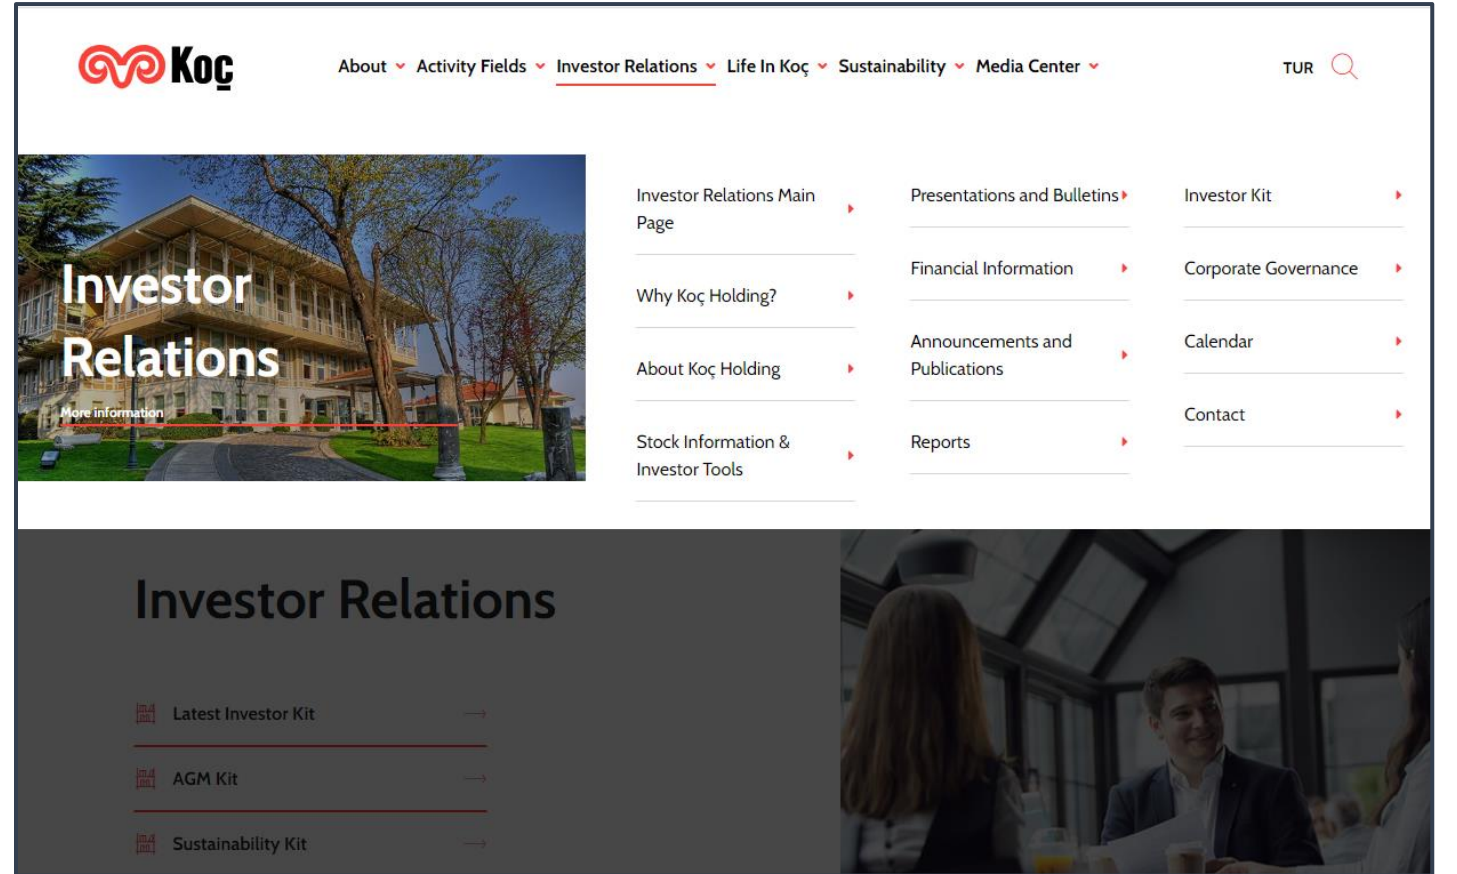 Koç
About
Activity Fields
Investor Relations
Life In Koç
Sustainability
Media Center
TUR
Investor
Relations
More information
Investor Relations Main
Page
Why Koç Holding?
About Koç Holding
Stock Information &
Investor Tools
Presentations and Bulletins
Financial Information
Announcements and
Publications
Reports
Investor Kit
Corporate Governance
Calendar
Contact
Investor Relations
Latest Investor Kit
AGM Kit
Sustainability Kit